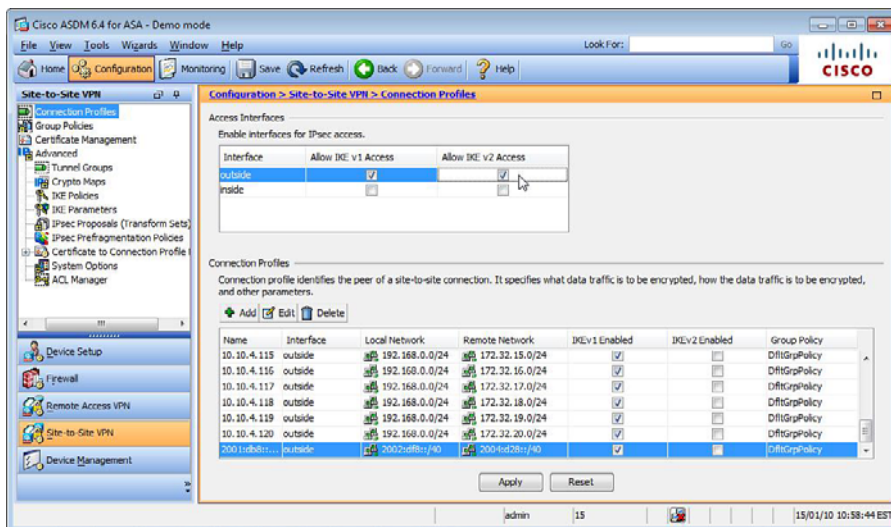 Cisco ASDM 6.4 for ASA - Demo mode
File View Tools Wizards Window Help
Look For:
Go
Home Configuration Monitoring Save Refresh Back Forward Help
CISCO
Site-to-Site VPN
Connection Profiles
Group Policies
Certificate Management
Advanced
Tunnel Groups
Crypto Maps
IKE Policies
IKE Parameters
IPsec Proposals (Transform Sets)
IPsec Prefragmentation Policies
Certificate to Connection Profile
System Options
ACL Manager
Device Setup
Firewall
Remote Access VPN
Site-to-Site VPN
Device Management
Configuration > Site-to-Site VPN > Connection Profiles
Access Interfaces
Enable interfaces for IPsec access.
Interface Allow IKE v1 Access Allow IKE v2 Access
outside
inside
Connection Profiles
Connection profile identifies the peer of a site-to-site connection. It specifies what data traffic is to be encrypted, how the data traffic is to be encrypted,
and other parameters.
Add Edit Delete
Name Interface Local Network Remote Network IKEv1 Enabled IKEv2 Enabled Group Policy
10.10.4.115 outside 192.168.0.0/24 172.32.15.0/24 DfltGrpPolicy
10.10.4.116 outside 192.168.0.0/24 172.32.16.0/24 DfltGrpPolicy
10.10.4.117 outside 192.168.0.0/24 172.32.17.0/24 DfltGrpPolicy
10.10.4.118 outside 192.168.0.0/24 172.32.18.0/24 DfltGrpPolicy
10.10.4.119 outside 192.168.0.0/24 172.32.19.0/24 DfltGrpPolicy
10.10.4.120 outside 192.168.0.0/24 172.32.20.0/24 DfltGrpPolicy
2001:db8::... outside 2002:df8::/40 2004:d28::/40 DfltGrpPolicy
Apply Reset
admin 15 15/01/10 10:58:44 EST